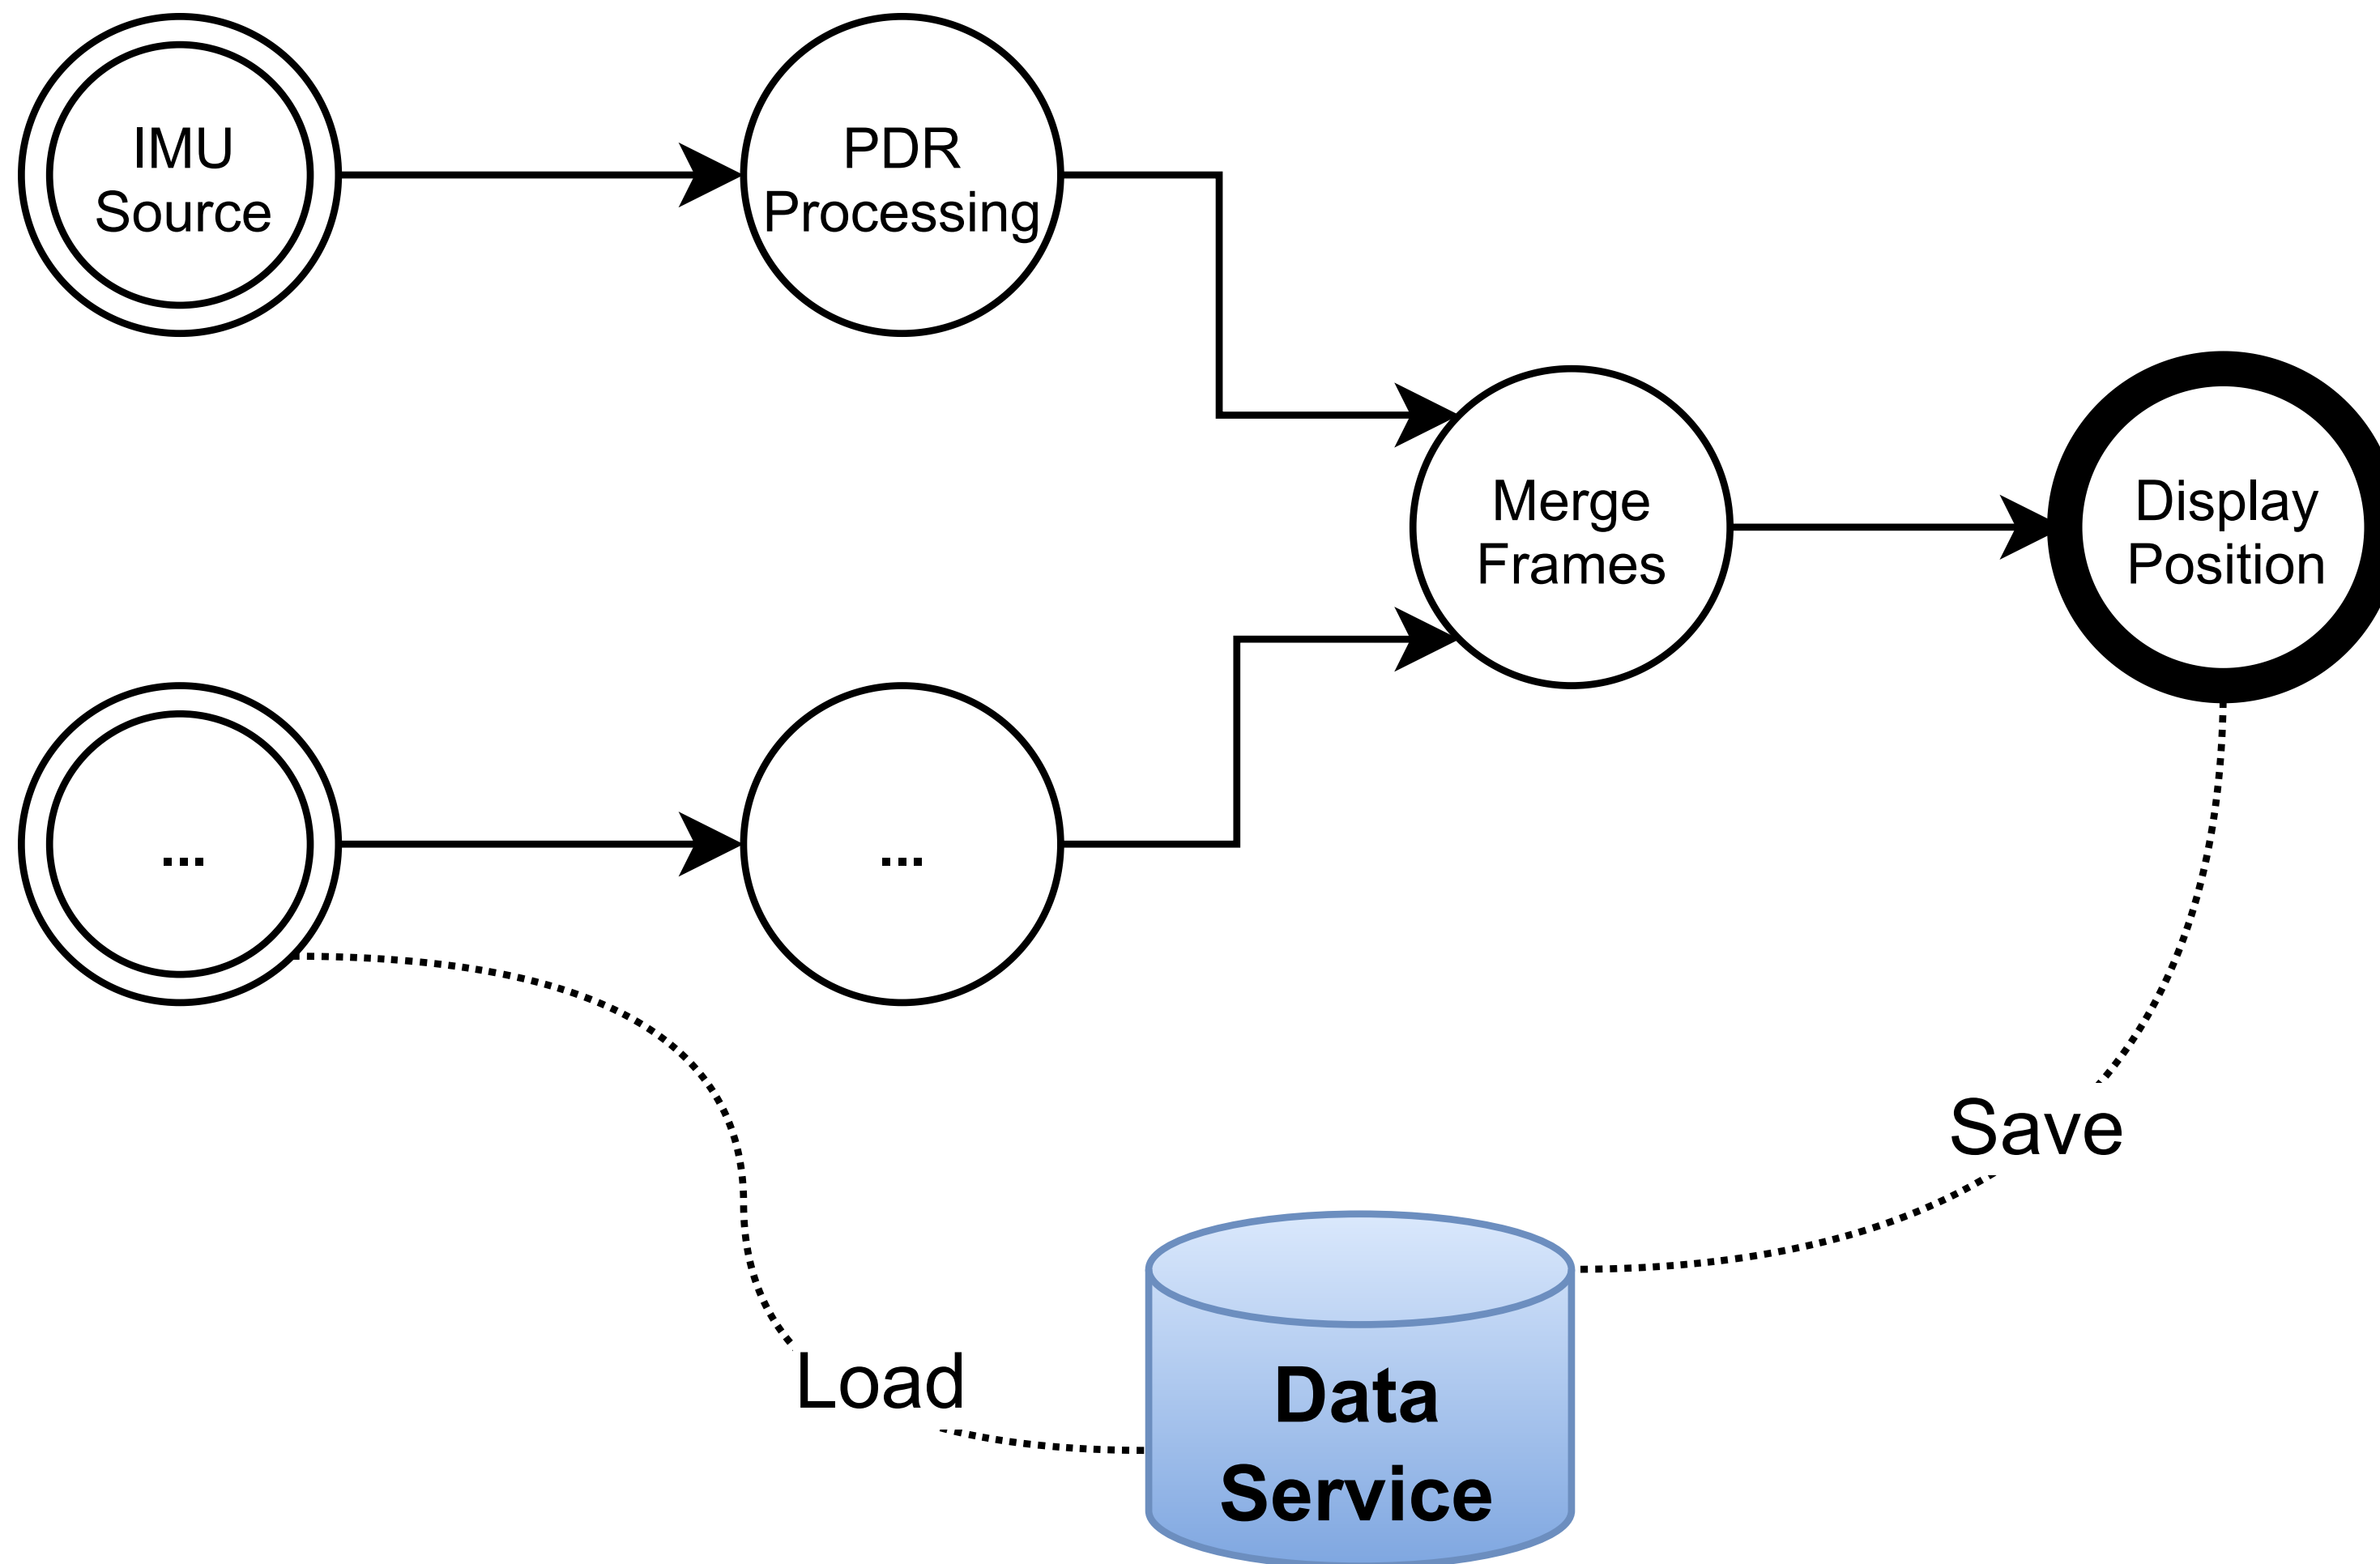 IMU
Source
PDR
Processing
Merge
Frames
Display
Position
...
...
Save
Load
Data
Service